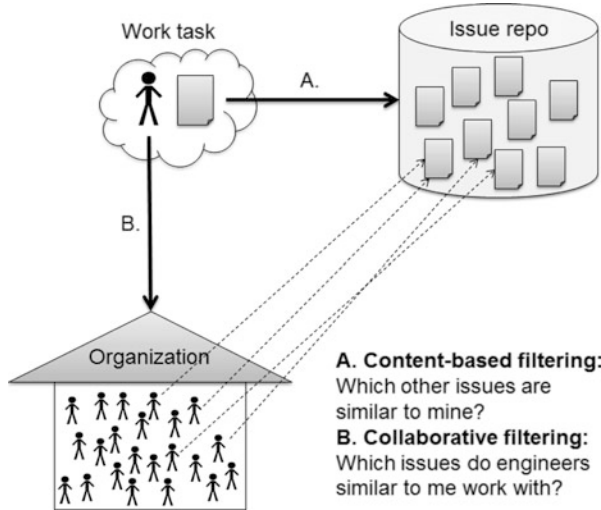 Work task
Issue repo
A.
B.
Organization
A. Content-based filtering:
Which other issues are
similar to mine?
B. Collaborative filtering:
Which issues do engineers
similar to me work with?